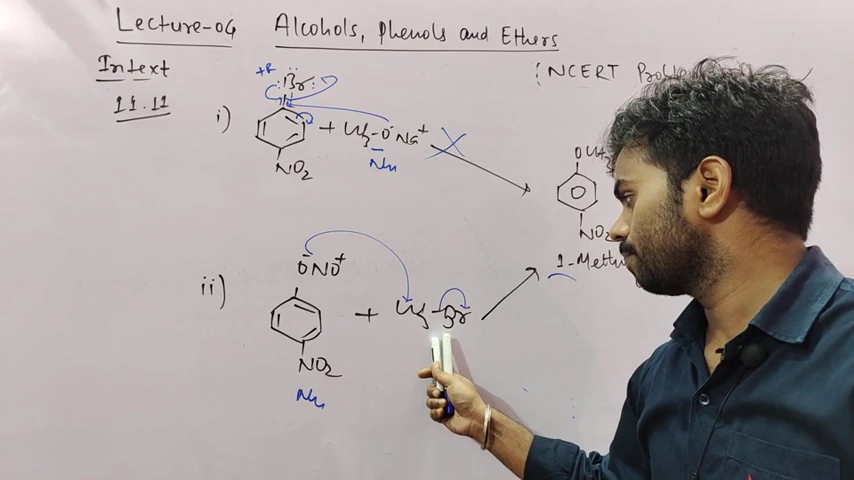 Lecture-04 Alcohols, Phenols and Ethers
Intext
11.11
(NCERT
+R
Br
i)
+ CH3-O⁻Na⁺
Nu
NO2
OCH3
NO2
1-Meth
ii)
O⁻Na⁺
+ CH3-Br
NO2
Nu